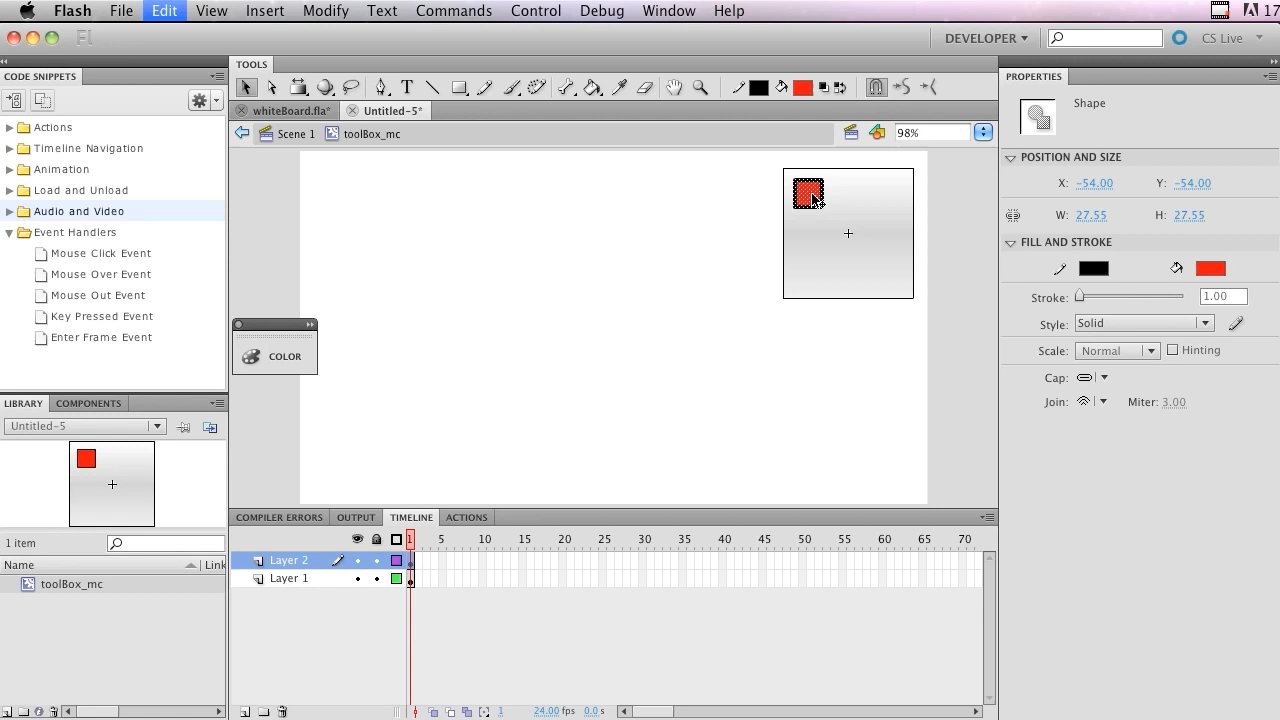 Flash File Edit View Insert Modify Text Commands Control Debug Window Help 17
Fl DEVELOPER CS Live
CODE SNIPPETS
Actions
Timeline Navigation
Animation
Load and Unload
Audio and Video
Event Handlers
Mouse Click Event
Mouse Over Event
Mouse Out Event
Key Pressed Event
Enter Frame Event
LIBRARY COMPONENTS
Untitled-5
1 item
Name Link
toolBox_mc
TOOLS
whiteBoard.fla* Untitled-5*
Scene 1 toolBox_mc 98%
COLOR
COMPILER ERRORS OUTPUT TIMELINE ACTIONS
1 5 10 15 20 25 30 35 40 45 50 55 60 65 70
Layer 2
Layer 1
1 24.00 fps 0.0 s
PROPERTIES
Shape
POSITION AND SIZE
X: -54.00 Y: -54.00
W: 27.55 H: 27.55
FILL AND STROKE
Stroke: 1.00
Style: Solid
Scale: Normal Hinting
Cap:
Join: Miter: 3.00